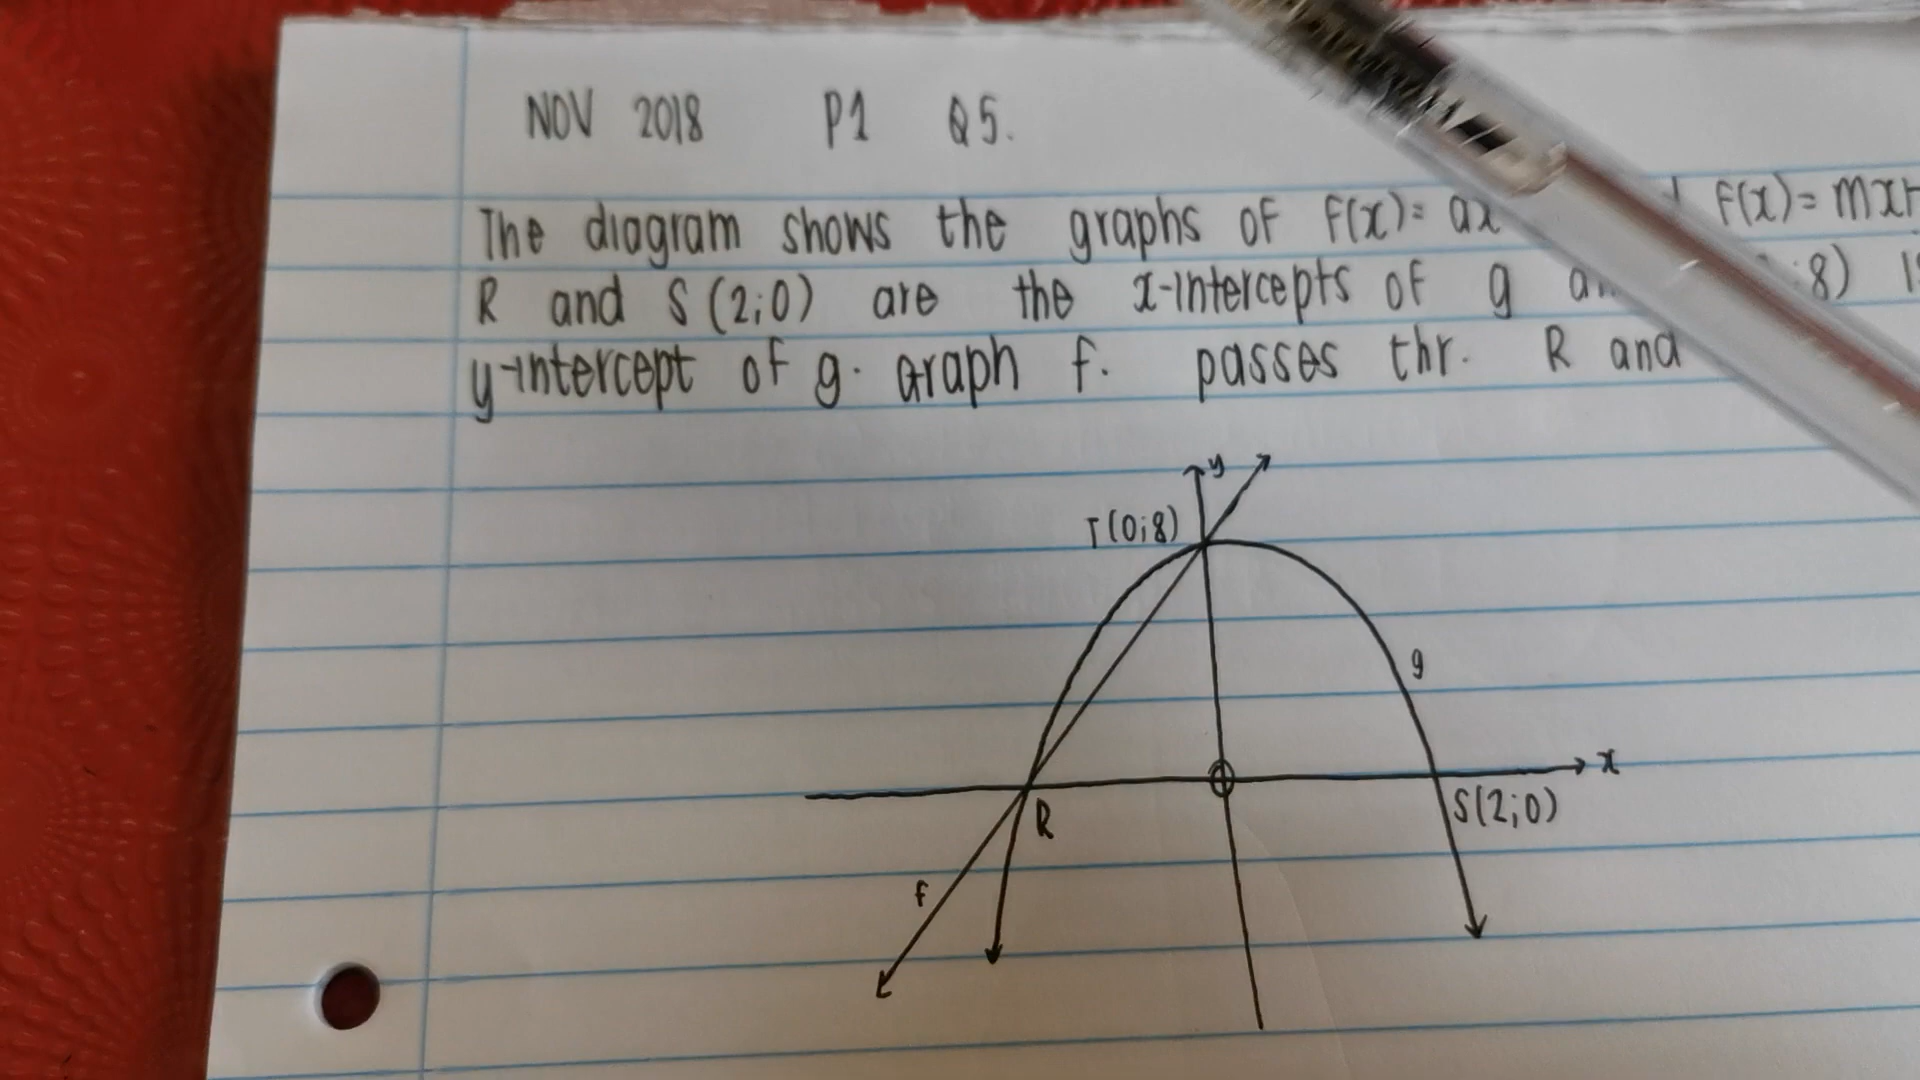 NOV 2018 P1 Q5.
The diagram shows the graphs of f(x)= ax f(x)= mx+
R and S (2;0) are the x-intercepts of g :8)
y-intercept of g. Graph f. passes thr. R and
y
T(0;8)
g
x
R
S(2;0)
f